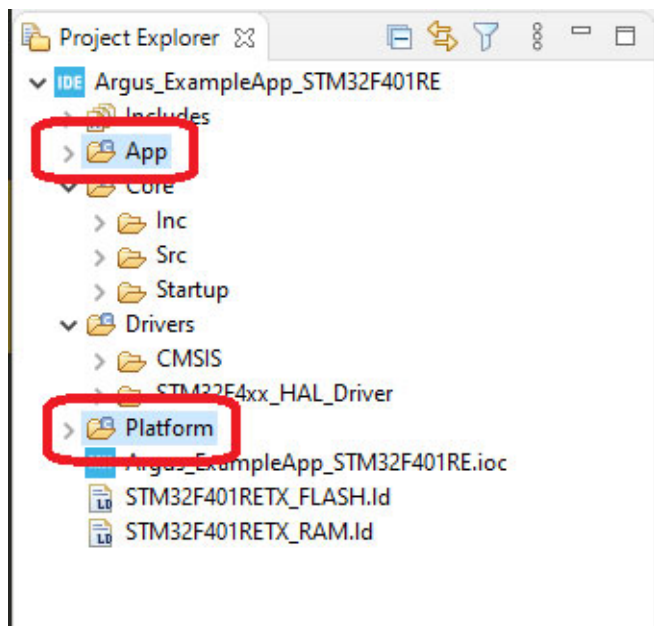 Project Explorer
IDE Argus_ExampleApp_STM32F401RE
Includes
App
Core
Inc
Src
Startup
Drivers
CMSIS
STM32F4xx_HAL_Driver
Platform
Argus_ExampleApp_STM32F401RE.ioc
STM32F401RETX_FLASH.ld
STM32F401RETX_RAM.ld